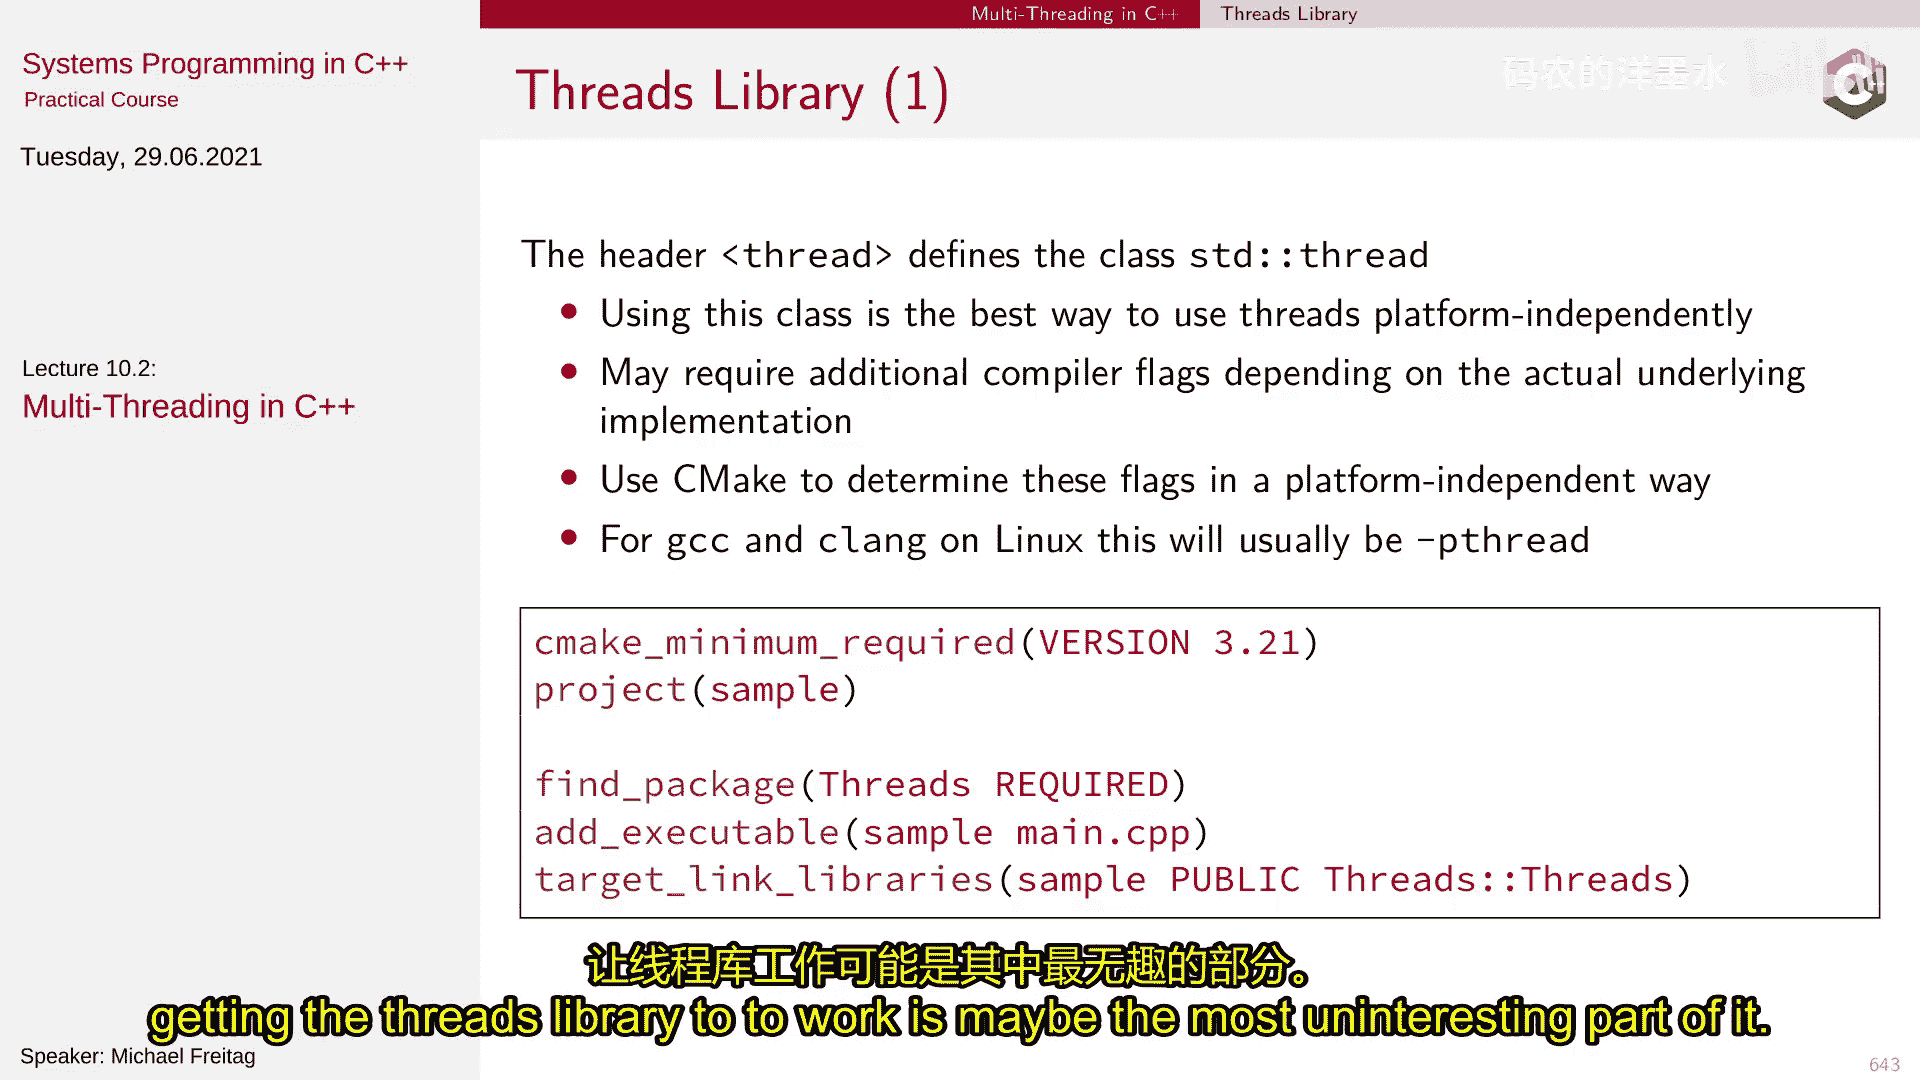 Multi-Threading in C++ Threads Library
Systems Programming in C++
Practical Course
Tuesday, 29.06.2021
Lecture 10.2:
Multi-Threading in C++
Threads Library (1)
码农的洋墨水
The header <thread> defines the class std::thread
• Using this class is the best way to use threads platform-independently
• May require additional compiler flags depending on the actual underlying
implementation
• Use CMake to determine these flags in a platform-independent way
• For gcc and clang on Linux this will usually be -pthread
cmake_minimum_required(VERSION 3.21)
project(sample)
find_package(Threads REQUIRED)
add_executable(sample main.cpp)
target_link_libraries(sample PUBLIC Threads::Threads)
让线程库工作可能是其中最无趣的部分。
getting the threads library to to work is maybe the most uninteresting part of it.
Speaker: Michael Freitag
643